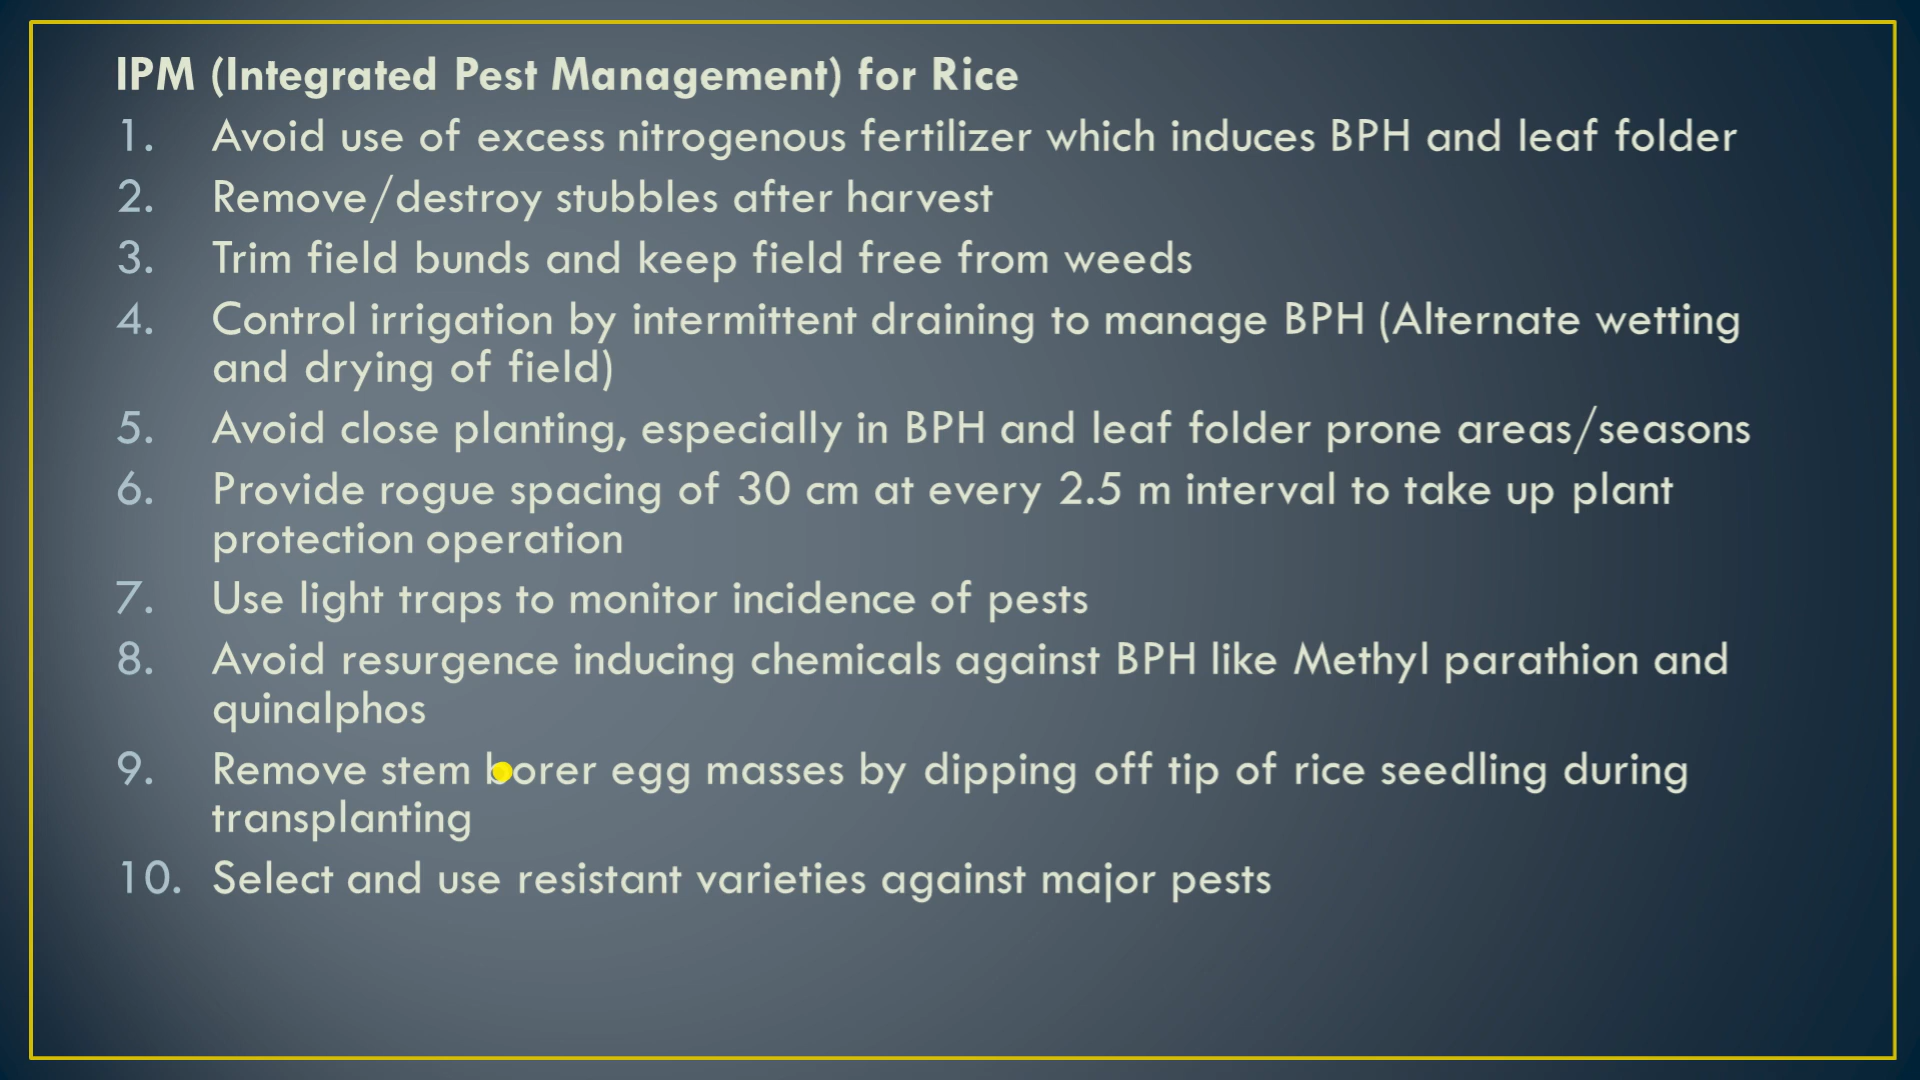 IPM (Integrated Pest Management) for Rice
1. Avoid use of excess nitrogenous fertilizer which induces BPH and leaf folder
2. Remove/destroy stubbles after harvest
3. Trim field bunds and keep field free from weeds
4. Control irrigation by intermittent draining to manage BPH (Alternate wetting
and drying of field)
5. Avoid close planting, especially in BPH and leaf folder prone areas/seasons
6. Provide rogue spacing of 30 cm at every 2.5 m interval to take up plant
protection operation
7. Use light traps to monitor incidence of pests
8. Avoid resurgence inducing chemicals against BPH like Methyl parathion and
quinalphos
9. Remove stem borer egg masses by dipping off tip of rice seedling during
transplanting
10. Select and use resistant varieties against major pests